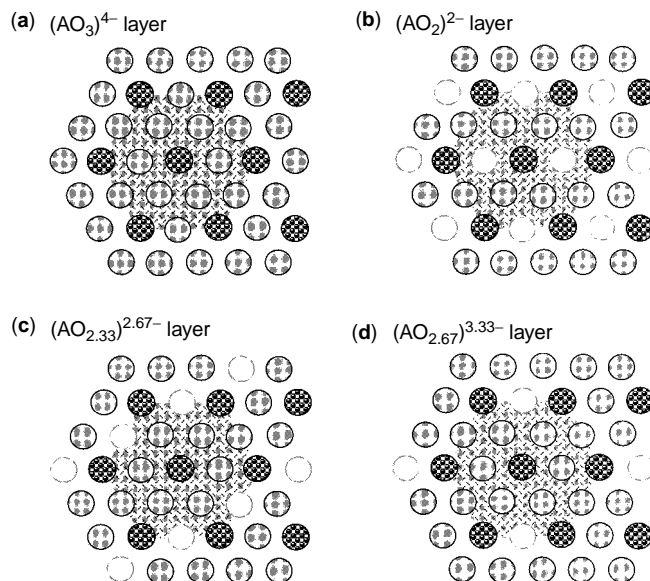 (a) (AO₃)⁴⁻ layer
(b) (AO₂)²⁻ layer
(c) (AO₂.₃₃)²·⁶⁷⁻ layer
(d) (AO₂.₆₇)³·³³⁻ layer